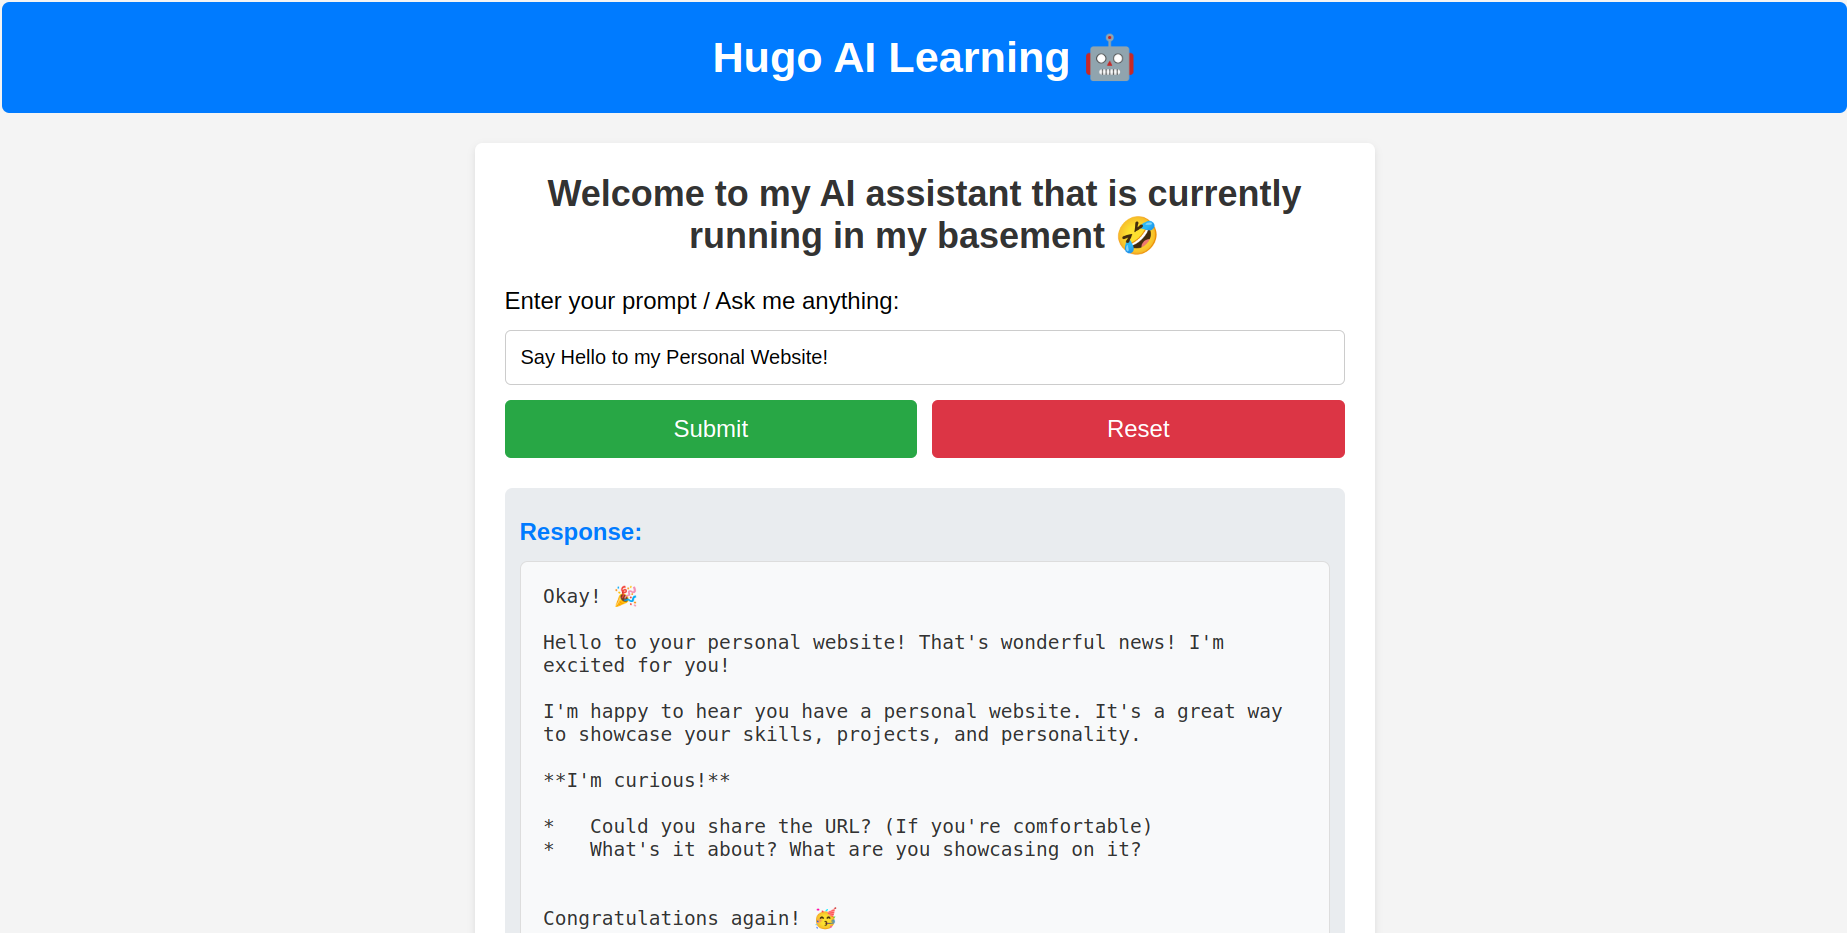 Hugo AI Learning 🤖
Welcome to my AI assistant that is currently
running in my basement 🤣
Enter your prompt / Ask me anything:
Say Hello to my Personal Website!
Submit
Reset
Response:
Okay! 🎉
Hello to your personal website! That's wonderful news! I'm
excited for you!
I'm happy to hear you have a personal website. It's a great way
to showcase your skills, projects, and personality.
**I'm curious!**
*   Could you share the URL? (If you're comfortable)
*   What's it about? What are you showcasing on it?
Congratulations again! 🥳